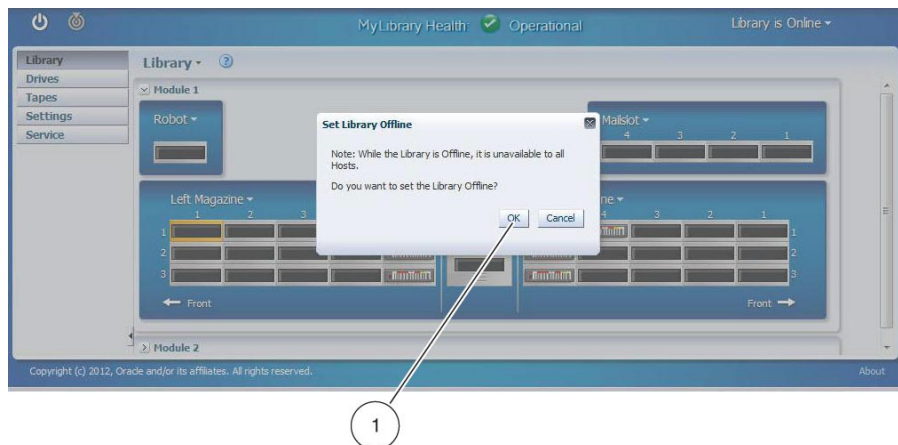 MyLibrary Health: Operational
Library is Online
Library
Drives
Tapes
Settings
Service
Library
?
Module 1
Robot
Mailslot
4 3 2 1
Set Library Offline
Note: While the Library is Offline, it is unavailable to all
Hosts.
Do you want to set the Library Offline?
OK Cancel
Left Magazine
1 2 3
1
2
3
Front
ne
4 3 2 1
1
2
3
Front
Module 2
Copyright (c) 2012, Oracle and/or its affiliates. All rights reserved.
About
1